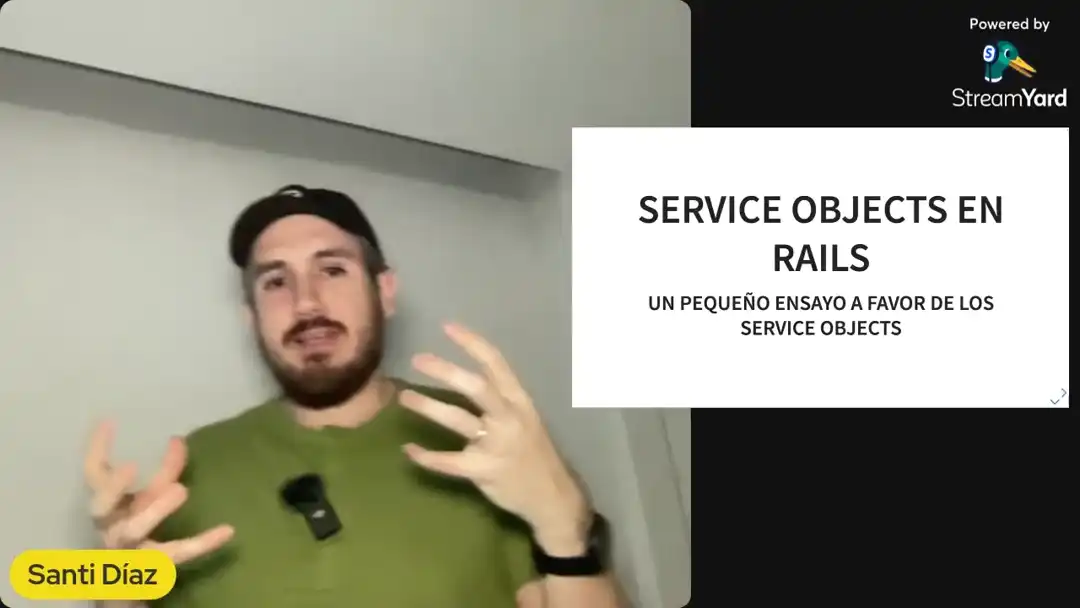 Powered by
S
StreamYard
SERVICE OBJECTS EN
RAILS
UN PEQUEÑO ENSAYO A FAVOR DE LOS
SERVICE OBJECTS
Santi Díaz